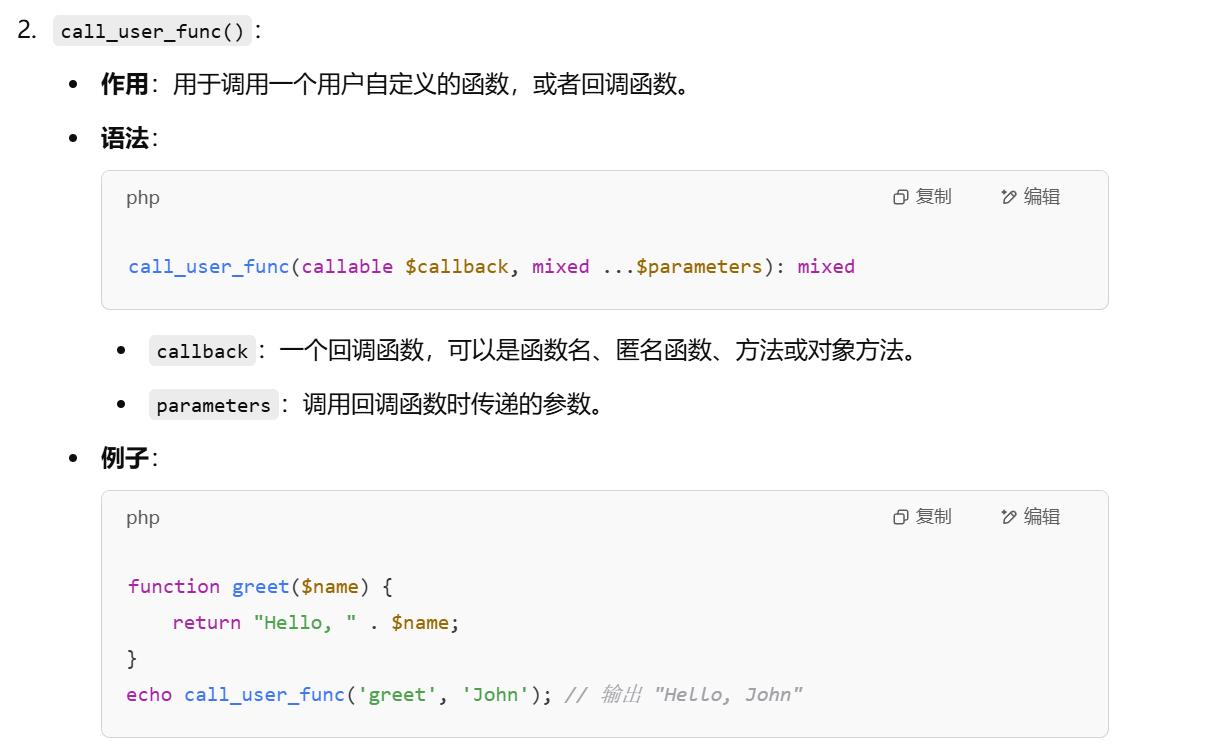 2. call_user_func()：
• 作用：用于调用一个用户自定义的函数，或者回调函数。
• 语法：
php 复制 编辑
call_user_func(callable $callback, mixed ...$parameters): mixed
• callback：一个回调函数，可以是函数名、匿名函数、方法或对象方法。
• parameters：调用回调函数时传递的参数。
• 例子：
php 复制 编辑
function greet($name) {
    return "Hello, " . $name;
}
echo call_user_func('greet', 'John'); // 输出 "Hello, John"